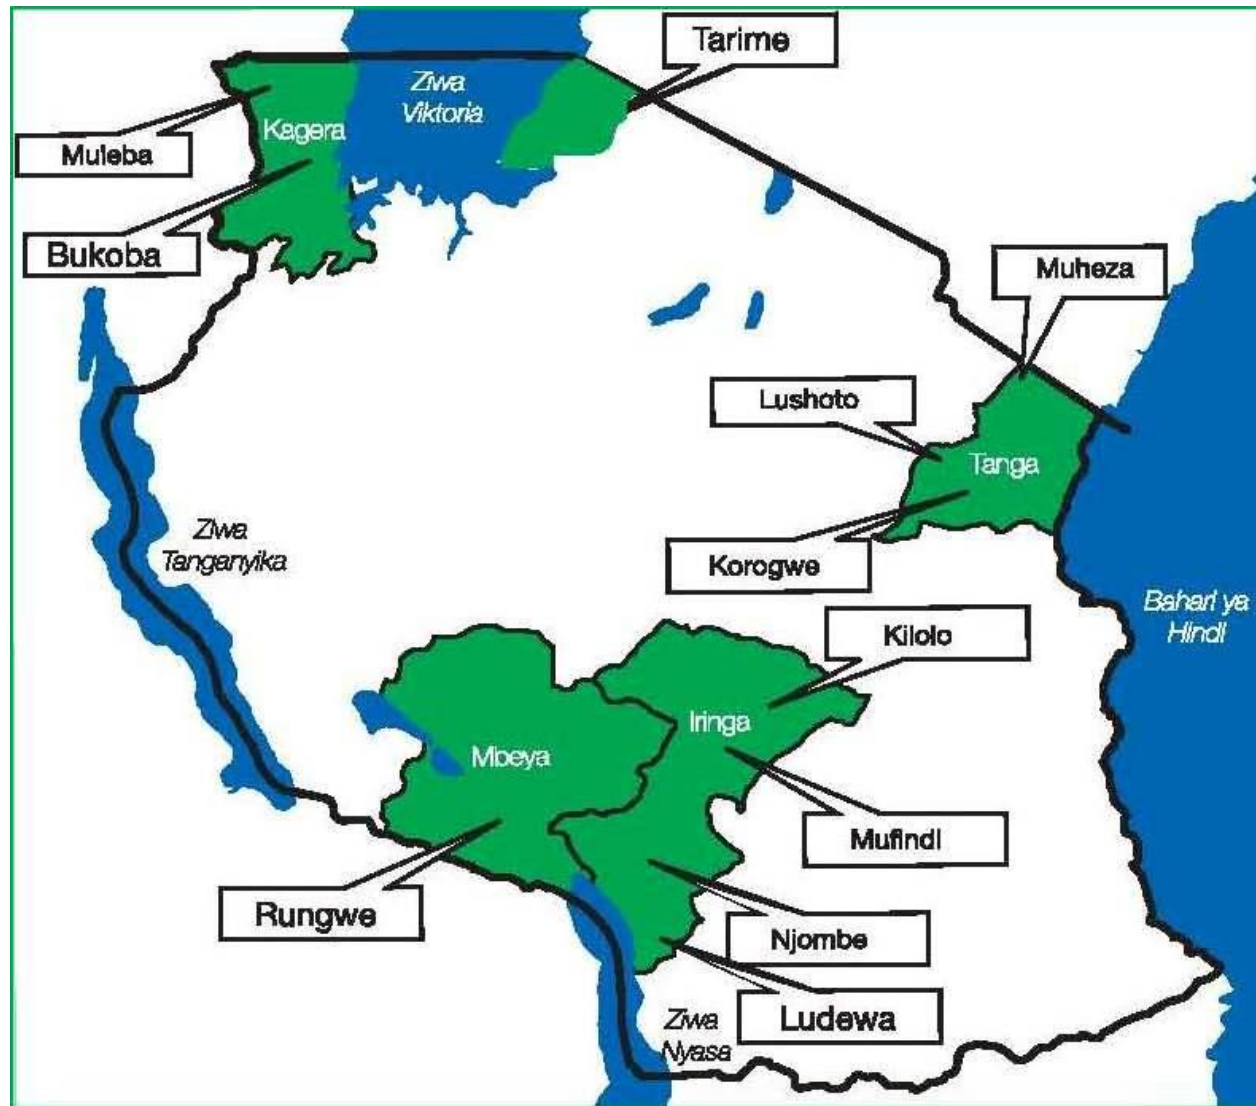 Tarime
Ziwa
Viktoria
Kagera
Muleba
Bukoba
Muheza
Lushoto
Tanga
Korogwe
Ziwa
Tanganyika
Bahari ya
Hindi
Kilolo
Iringa
Mbeya
Mufindi
Rungwe
Njombe
Ludewa
Ziwa
Nyasa